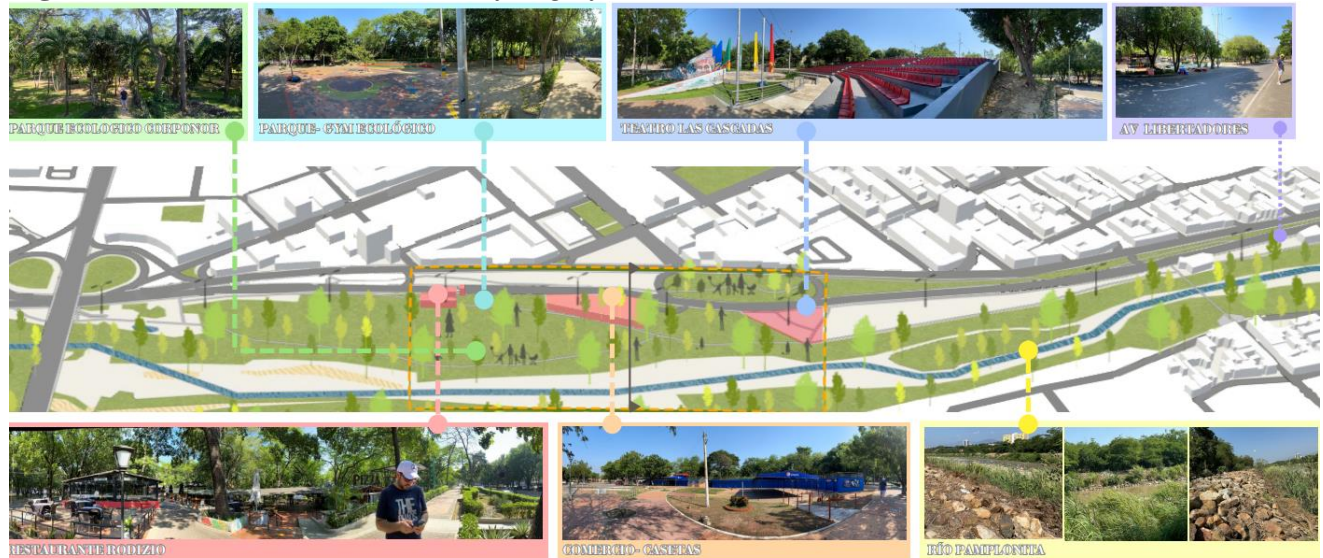 PARQUE ECOLOGICO CORPONOR
PARQUE- GYM ECOLÓGICO
TEATRO LAS CASCADAS
AV LIBERTADORES
RESTAURANTE RODIZIO
COMERCIO- CASETAS
RÍO PAMPLONITA